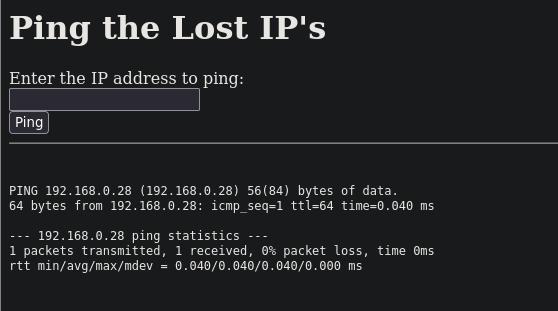 Ping the Lost IP's
Enter the IP address to ping:
Ping
PING 192.168.0.28 (192.168.0.28) 56(84) bytes of data.
64 bytes from 192.168.0.28: icmp_seq=1 ttl=64 time=0.040 ms
--- 192.168.0.28 ping statistics ---
1 packets transmitted, 1 received, 0% packet loss, time 0ms
rtt min/avg/max/mdev = 0.040/0.040/0.040/0.000 ms